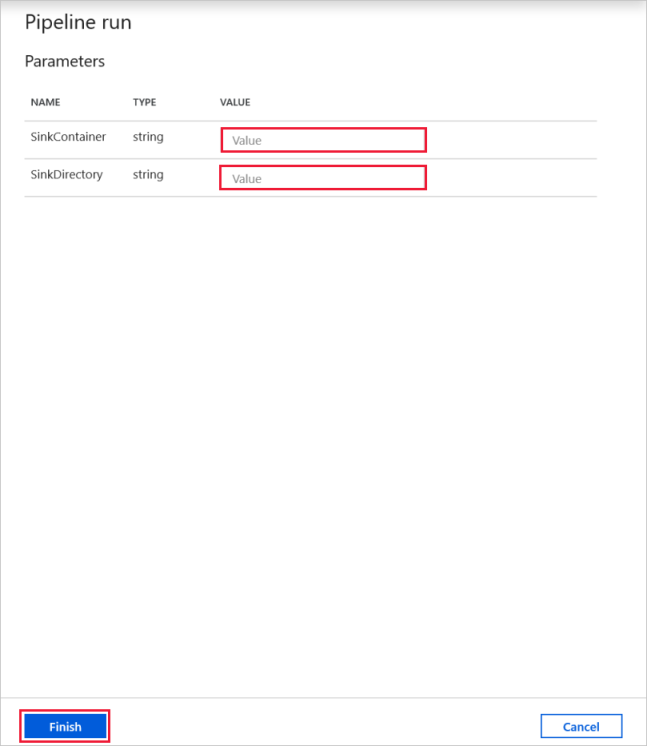 Pipeline run
Parameters
NAME TYPE VALUE
SinkContainer string Value
SinkDirectory string Value
Finish Cancel